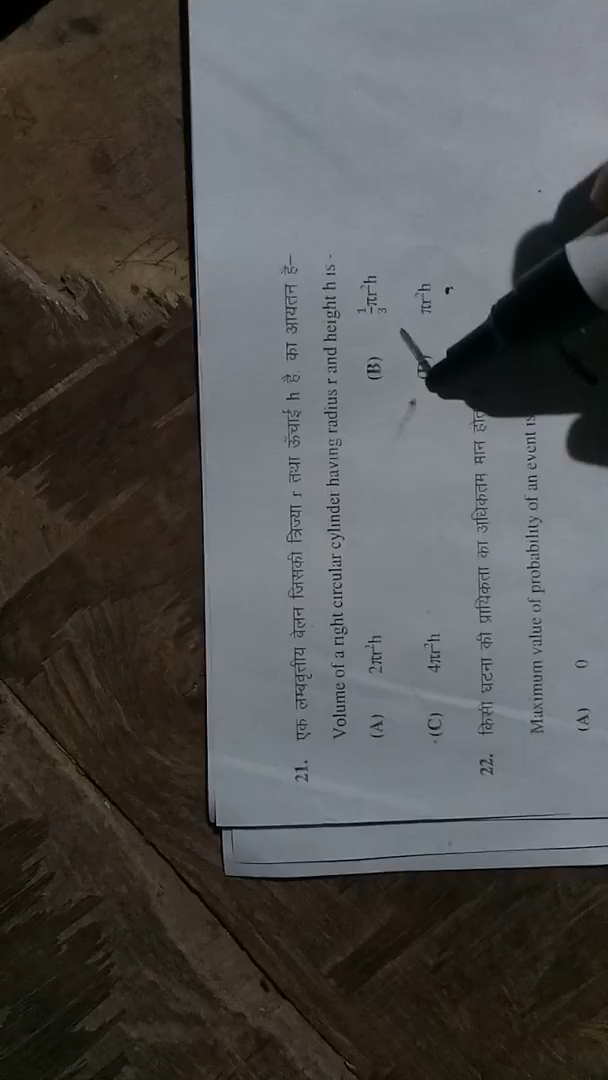 21. एक लम्बवृत्तीय बेलन जिसकी त्रिज्या r तथा ऊँचाई h है, का आयतन है–
Volume of a right circular cylinder having radius r and height h is -
(A) 2πr²h (B) 1/3πr²h
(C) 4πr²h πr²h
22. किसी घटना की प्रायिकता का अधिकतम मान
Maximum value of probability of an event is
(A) 0